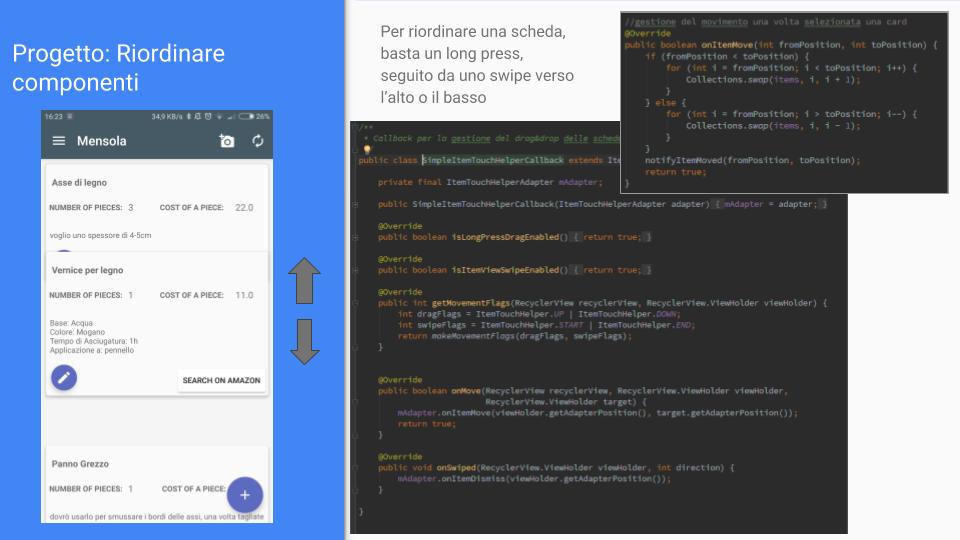 Progetto: Riordinare
componenti
16:23
34,9 KB/s
26%
Mensola
Asse di legno
NUMBER OF PIECES: 3 COST OF A PIECE: 22.0
voglio uno spessore di 4-5cm
Vernice per legno
NUMBER OF PIECES: 1 COST OF A PIECE: 11.0
Base: Acqua
Colore: Mogano
Tempo di Asciugatura: 1h
Applicazione a: pennello
SEARCH ON AMAZON
Panno Grezzo
NUMBER OF PIECES: 1 COST OF A PIECE:
+
dovrò usarlo per smussare i bordi delle assi, una volta tagliate
Per riordinare una scheda,
basta un long press,
seguito da uno swipe verso
l'alto o il basso
//gestione del movimento una volta selezionata una card
@Override
public boolean onItemMove(int fromPosition, int toPosition) {
if (fromPosition < toPosition) {
for (int i = fromPosition; i < toPosition; i++) {
Collections.swap(items, i, i + 1);
}
} else {
for (int i = fromPosition; i > toPosition; i--) {
Collections.swap(items, i, i - 1);
}
}
notifyItemMoved(fromPosition, toPosition);
return true;
}
/**
* Callback per la gestione del drag&drop delle schede
public class SimpleItemTouchHelperCallback extends Ite
private final ItemTouchHelperAdapter mAdapter;
public SimpleItemTouchHelperCallback(ItemTouchHelperAdapter adapter) { mAdapter = adapter; }
@Override
public boolean isLongPressDragEnabled() { return true; }
@Override
public boolean isItemViewSwipeEnabled() { return true; }
@Override
public int getMovementFlags(RecyclerView recyclerView, RecyclerView.ViewHolder viewHolder) {
int dragFlags = ItemTouchHelper.UP | ItemTouchHelper.DOWN;
int swipeFlags = ItemTouchHelper.START | ItemTouchHelper.END;
return makeMovementFlags(dragFlags, swipeFlags);
}
@Override
public boolean onMove(RecyclerView recyclerView, RecyclerView.ViewHolder viewHolder,
RecyclerView.ViewHolder target) {
mAdapter.onItemMove(viewHolder.getAdapterPosition(), target.getAdapterPosition());
return true;
}
@Override
public void onSwiped(RecyclerView.ViewHolder viewHolder, int direction) {
mAdapter.onItemDismiss(viewHolder.getAdapterPosition());
}
}